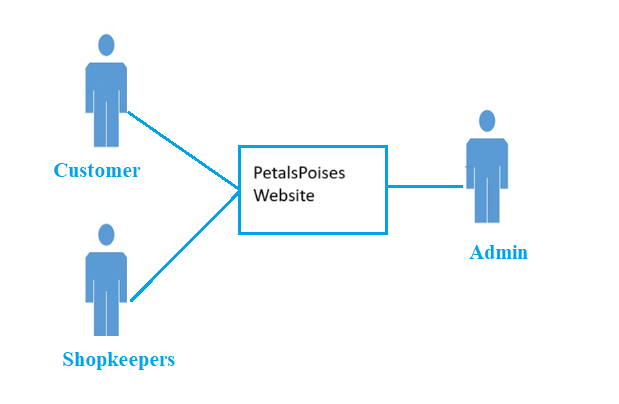 Customer
PetalsPoises
Website
Admin
Shopkeepers